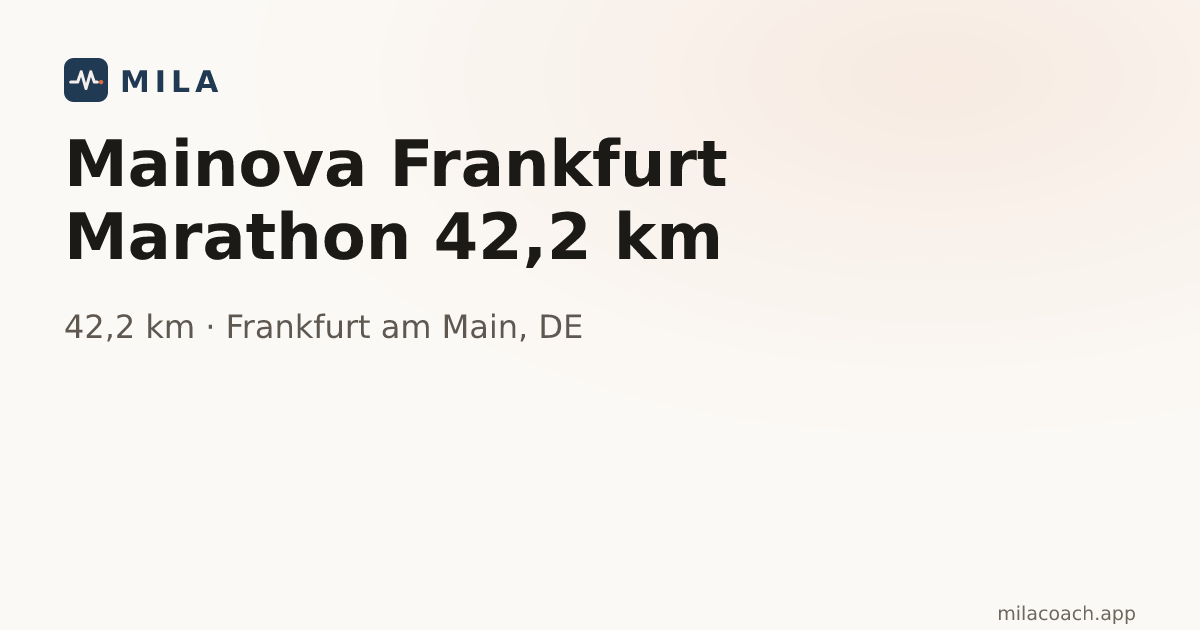 MILA
Mainova Frankfurt
Marathon 42,2 km
42,2 km · Frankfurt am Main, DE
milacoach.app